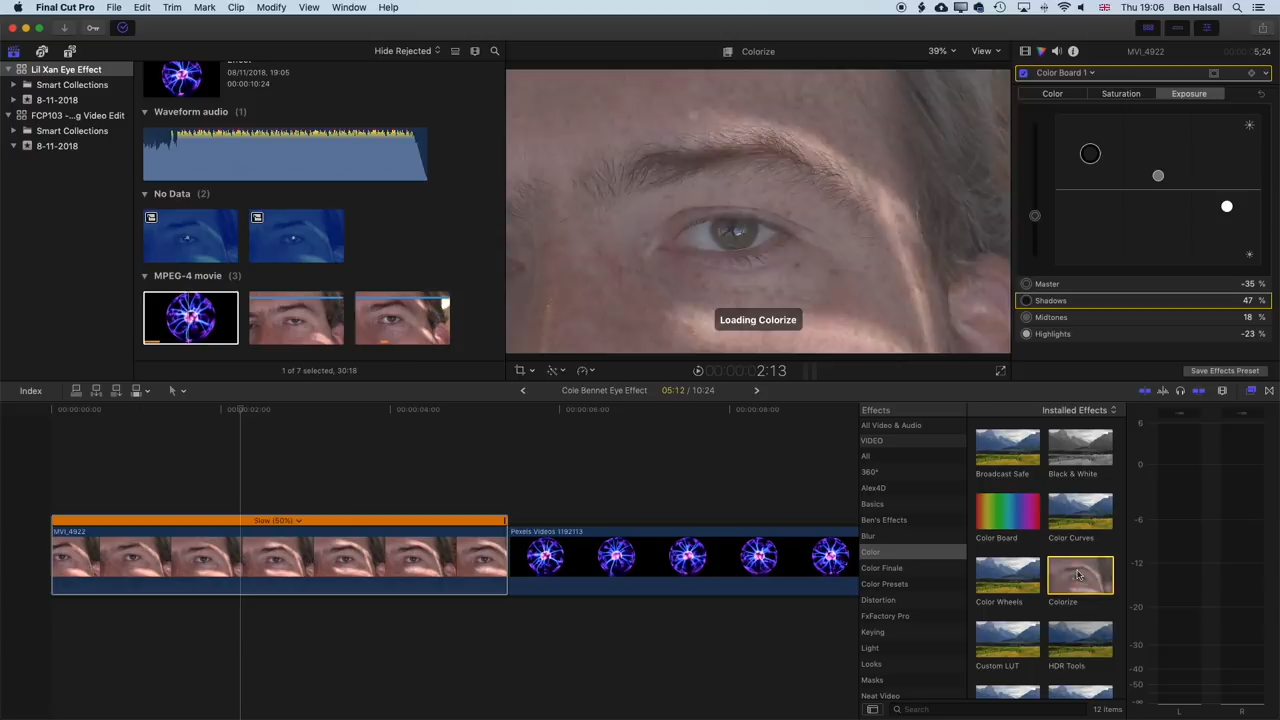 Final Cut Pro File Edit Trim Mark Clip Modify View Window Help Thu 19:06 Ben Halsall
Hide Rejected
Colorize
39%
View
MVI_4922
5;24
Lil Xan Eye Effect
Smart Collections
8-11-2018
FCP103 -...g Video Edit
Smart Collections
8-11-2018
08/11/2018, 19:05
00:00:10:24
Waveform audio (1)
No Data (2)
MPEG-4 movie (3)
1 of 7 selected, 30:18
Loading Colorize
2:13
Color Board 1
Color Saturation Exposure
Master -35 %
Shadows 47 %
Midtones 18 %
Highlights -23 %
Save Effects Preset
Index
Cole Bennet Eye Effect 05:12 / 10:24
00:00:00:00 00:00:02:00 00:00:04:00 00:00:06:00 00:00:08:00
Slow (50%)
MVI_4922
Pexels Videos 1192113
Effects
All Video & Audio
VIDEO
All
360°
Alex4D
Basics
Ben's Effects
Blur
Color
Color Finale
Color Presets
Distortion
FxFactory Pro
Keying
Light
Looks
Masks
Neat Video
Installed Effects
Broadcast Safe
Black & White
Color Board
Color Curves
Color Wheels
Colorize
Custom LUT
HDR Tools
Search
12 items
6
0
-6
-12
-20
-30
-40
-50
-∞
L R